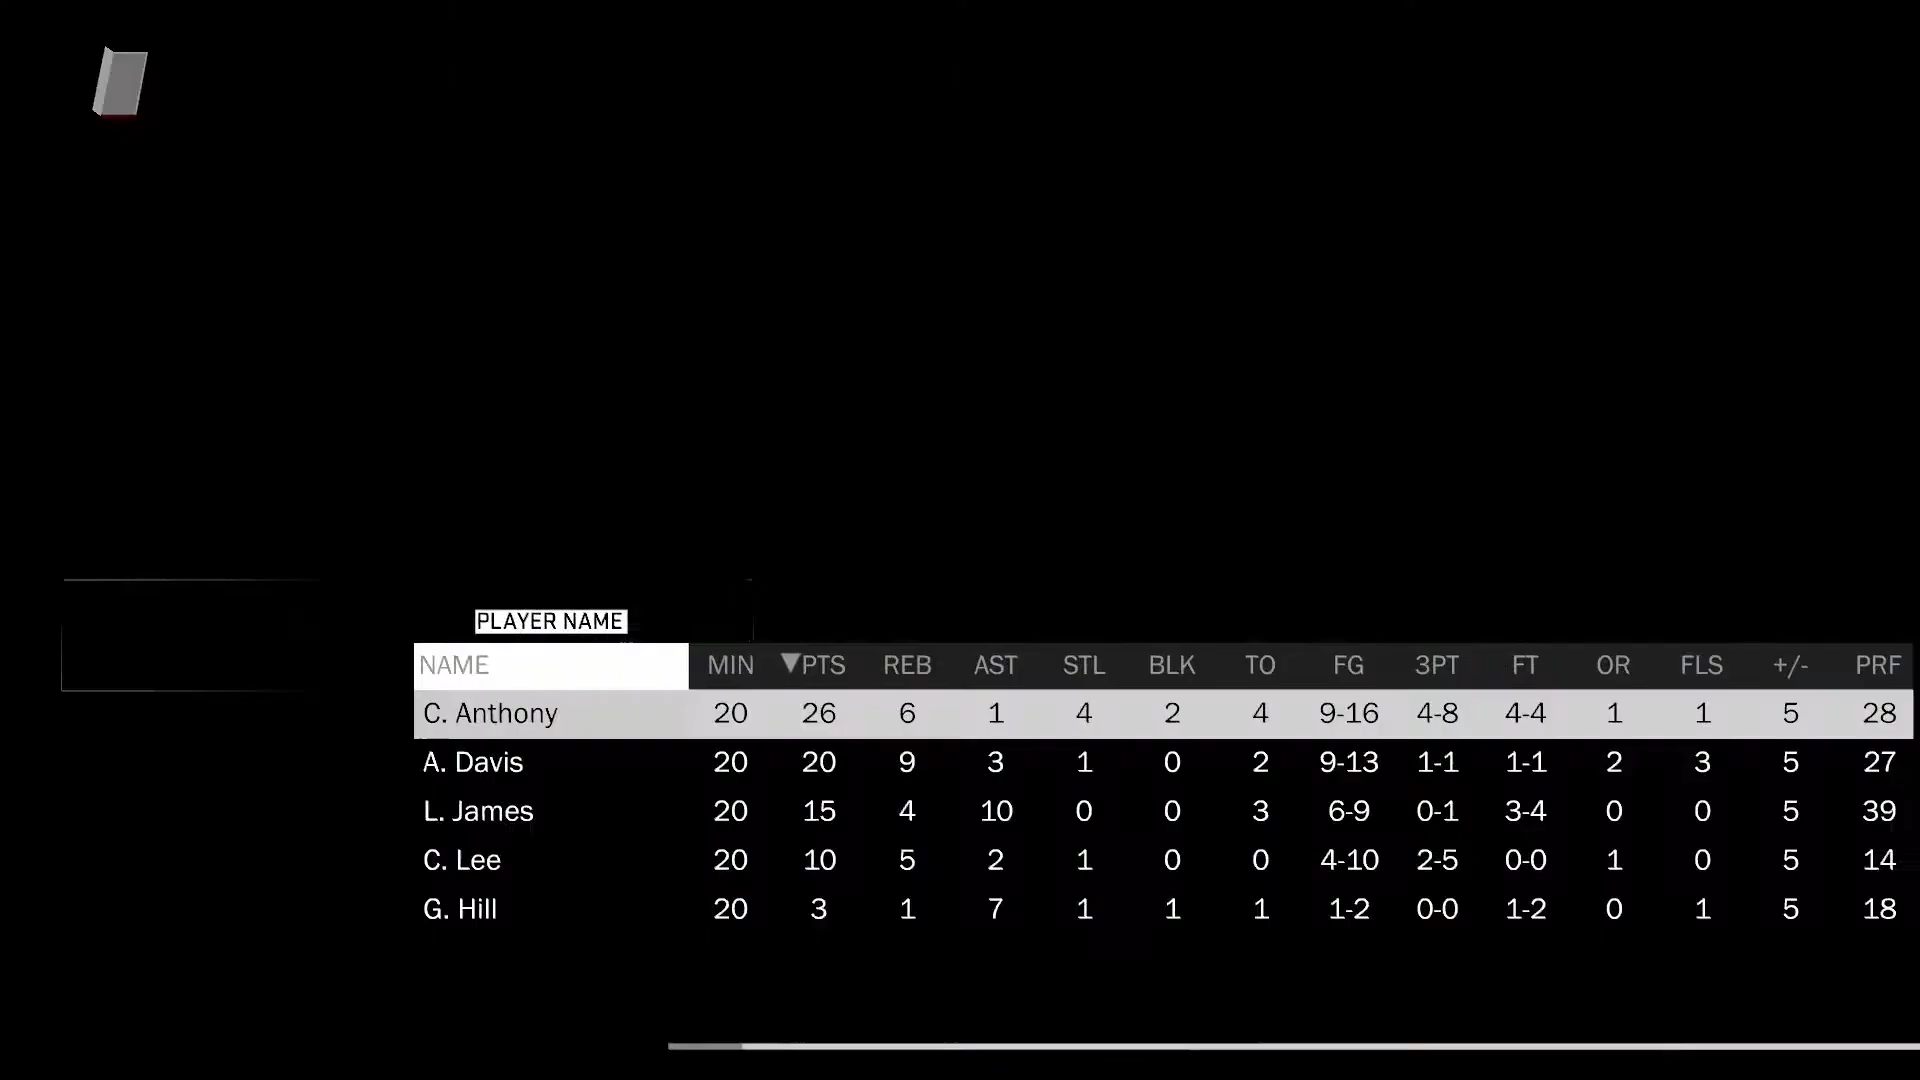 PLAYER NAME
NAME MIN ▼PTS REB AST STL BLK TO FG 3PT FT OR FLS +/- PRF
C. Anthony 20 26 6 1 4 2 4 9-16 4-8 4-4 1 1 5 28
A. Davis 20 20 9 3 1 0 2 9-13 1-1 1-1 2 3 5 27
L. James 20 15 4 10 0 0 3 6-9 0-1 3-4 0 0 5 39
C. Lee 20 10 5 2 1 0 0 4-10 2-5 0-0 1 0 5 14
G. Hill 20 3 1 7 1 1 1 1-2 0-0 1-2 0 1 5 18